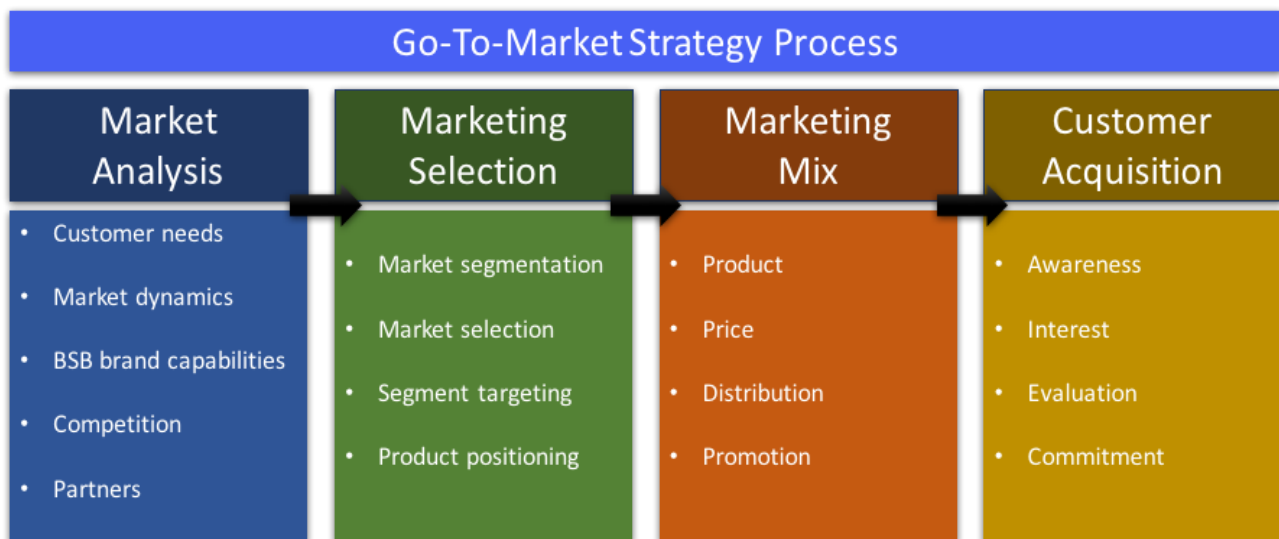 Go-To-Market Strategy Process
Market
Analysis
• Customer needs
• Market dynamics
• BSB brand capabilities
• Competition
• Partners
Marketing
Selection
• Market segmentation
• Market selection
• Segment targeting
• Product positioning
Marketing
Mix
• Product
• Price
• Distribution
• Promotion
Customer
Acquisition
• Awareness
• Interest
• Evaluation
• Commitment